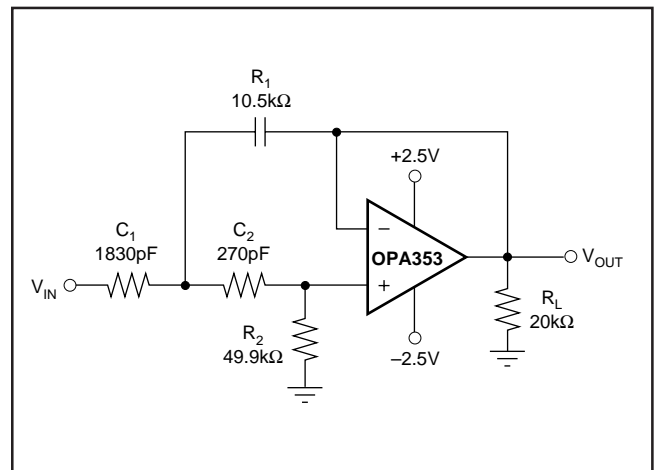 R1
10.5kΩ
+2.5V
C1
1830pF
C2
270pF
−
OPA353
+
VIN
VOUT
R2
49.9kΩ
−2.5V
RL
20kΩ